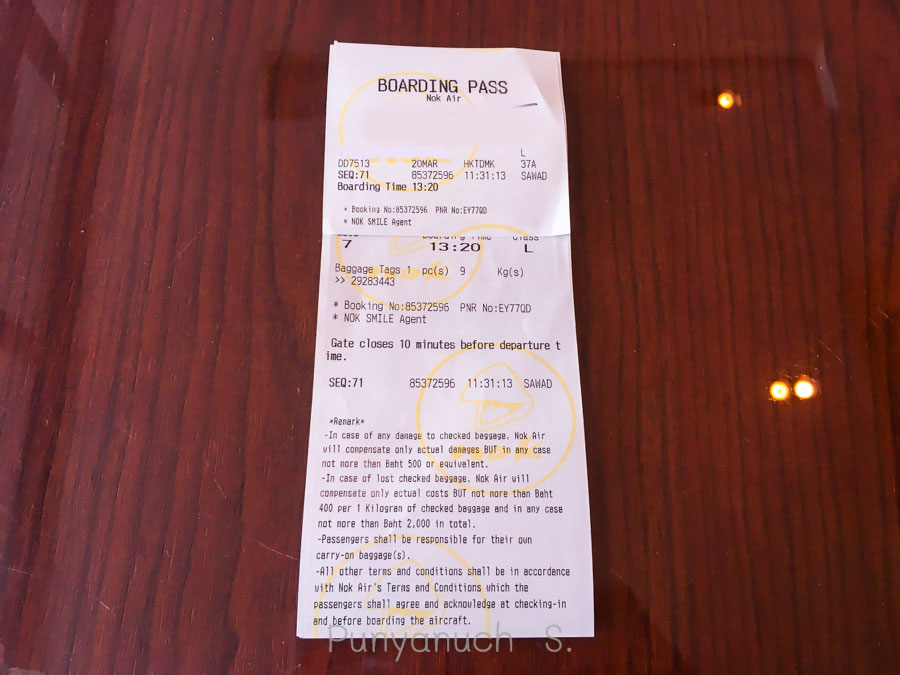 BOARDING PASS
Nok Air
L
DD7513 20MAR HKTDMK 37A
SEQ:71 85372596 11:31:13 SAWAD
Boarding Time 13:20
* Booking No:85372596 PNR No:EY77QD
* NOK SMILE Agent
7 13:20 L
Baggage Tags 1 pc(s) 9 Kg(s)
>> 29283443
* Booking No:85372596 PNR No:EY77QD
* NOK SMILE Agent
Gate closes 10 minutes before departure t
ime.
SEQ:71 85372596 11:31:13 SAWAD
*Remark*
-In case of any damage to checked baggage, Nok Air
will compensate only actual damages BUT in any case
not more than Baht 500 or equivalent.
-In case of lost checked baggage, Nok Air will
compensate only actual costs BUT not more than Baht
400 per 1 Kilogram of checked baggage and in any case
not more than Baht 2,000 in total.
-Passengers shall be responsible for their own
carry-on baggage(s).
-All other terms and conditions shall be in accordance
with Nok Air's Terms and Conditions which the
passengers shall agree and acknowledge at checking-in
and before boarding the aircraft.
Punyanuch S.